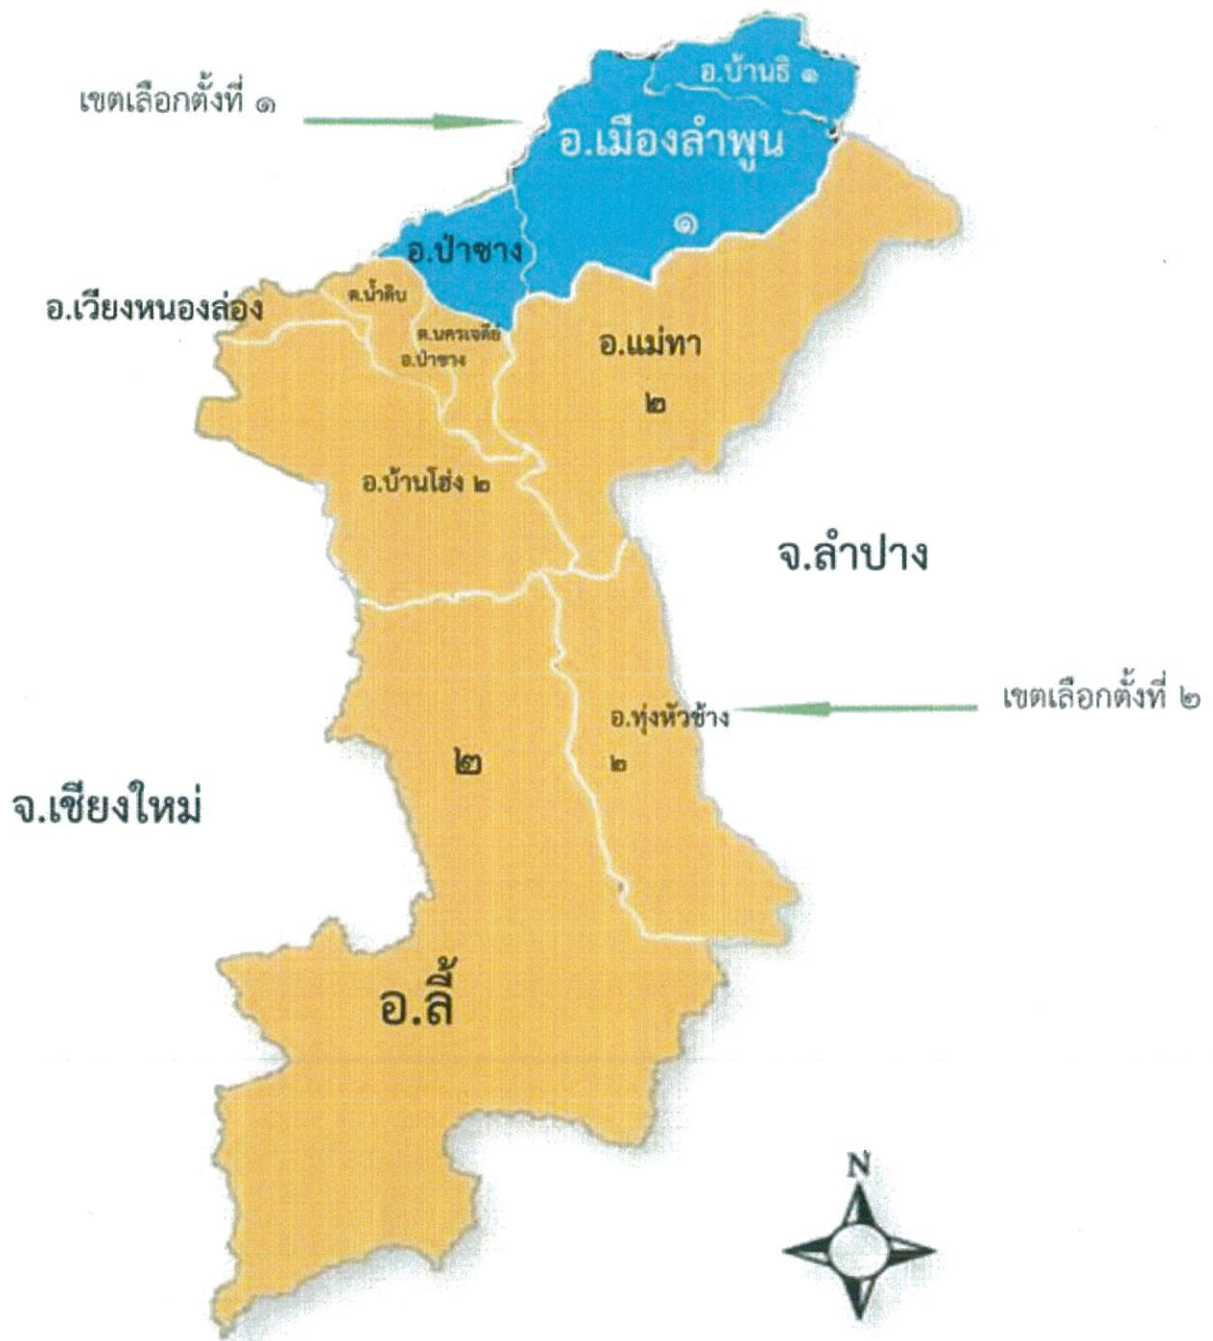 อ.บ้านธิ ๑
เขตเลือกตั้งที่ ๑
อ.เมืองลำพูน
๑
อ.ป่าซาง
ต.น้ำดิบ
อ.เวียงหนองล่อง
ต.นครเจดีย์
อ.ป่าซาง
อ.แม่ทา
๒
อ.บ้านโฮ่ง ๒
จ.ลำปาง
เขตเลือกตั้งที่ ๒
อ.ทุ่งหัวช้าง
๒
๒
จ.เชียงใหม่
อ.ลี้
N